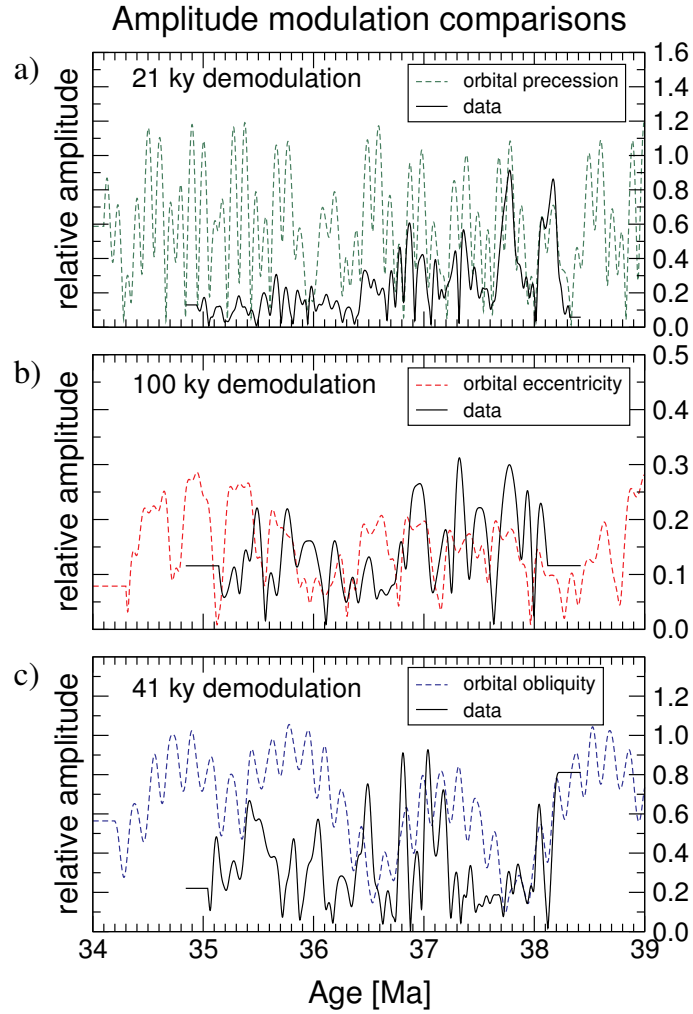 Amplitude modulation comparisons
a)
21 ky demodulation
orbital precession
data
relative amplitude
1.6
1.4
1.2
1.0
0.8
0.6
0.4
0.2
0.0
b)
100 ky demodulation
orbital eccentricity
data
relative amplitude
0.5
0.4
0.3
0.2
0.1
0.0
c)
41 ky demodulation
orbital obliquity
data
relative amplitude
1.2
1.0
0.8
0.6
0.4
0.2
0.0
34 35 36 37 38 39
Age [Ma]